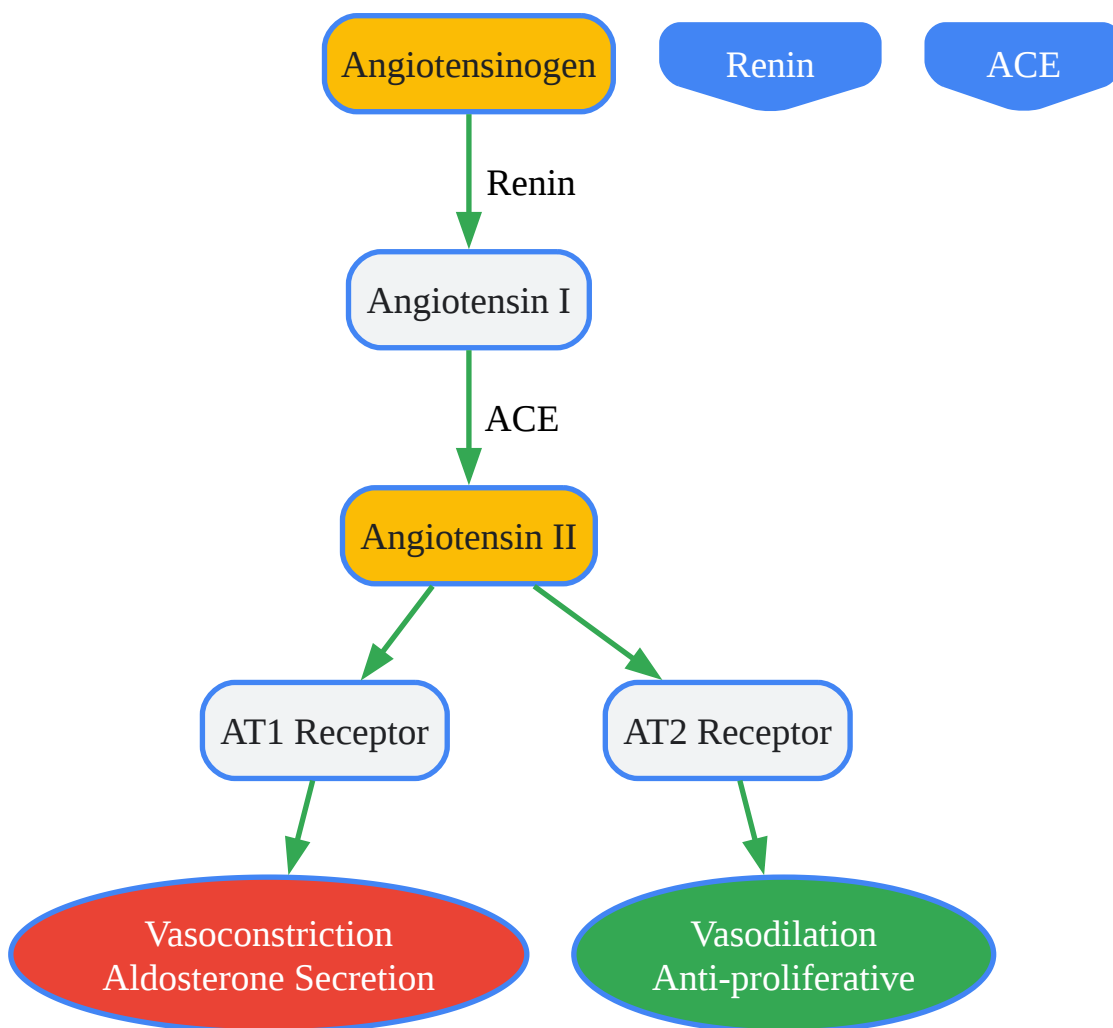 Angiotensinogen
Renin
ACE
Renin
Angiotensin I
ACE
Angiotensin II
AT1 Receptor
AT2 Receptor
Vasoconstriction
Aldosterone Secretion
Vasodilation
Anti-proliferative